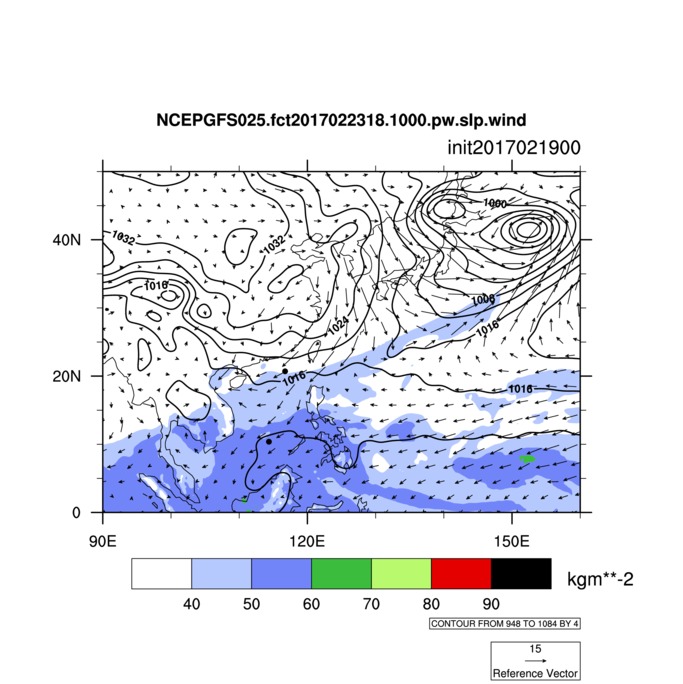 NCEPGFS025.fct2017022318.1000.pw.slp.wind
init2017021900
1000
1032
1032
40N
1016
1008
1024
1016
20N
1016
1016
0
90E 120E 150E
kgm**-2
40 50 60 70 80 90
CONTOUR FROM 948 TO 1084 BY 4
15
Reference Vector